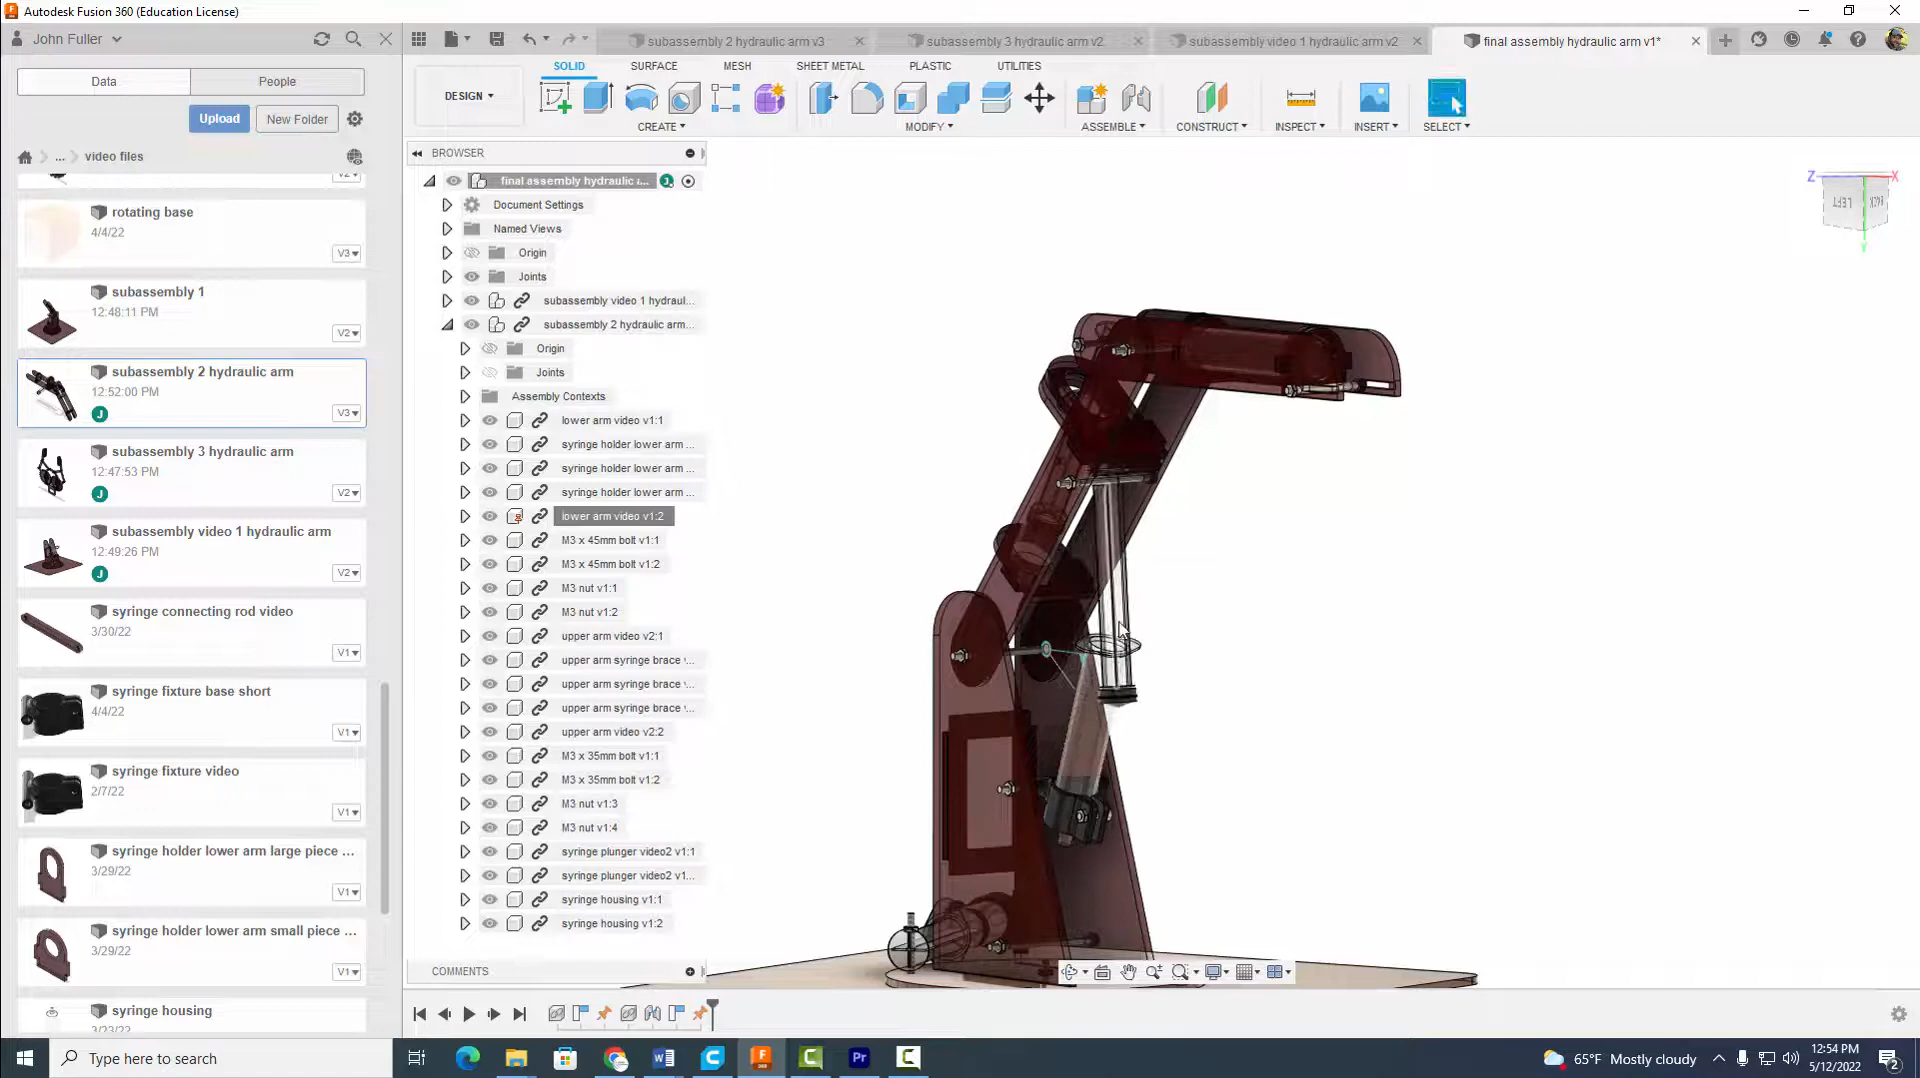 Autodesk Fusion 360 (Education License)
John Fuller
subassembly 2 hydraulic arm v3
subassembly 3 hydraulic arm v2
subassembly video 1 hydraulic arm v2
final assembly hydraulic arm v1*
Data
People
SOLID
SURFACE
MESH
SHEET METAL
PLASTIC
UTILITIES
DESIGN
Upload
New Folder
CREATE
MODIFY
ASSEMBLE
CONSTRUCT
INSPECT
INSERT
SELECT
... video files
BROWSER
V2
final assembly hydraulic ...
Document Settings
Named Views
Origin
Joints
subassembly video 1 hydraul...
subassembly 2 hydraulic arm...
Origin
Joints
Assembly Contexts
lower arm video v1:1
syringe holder lower arm ...
syringe holder lower arm ...
syringe holder lower arm ...
lower arm video v1:2
M3 x 45mm bolt v1:1
M3 x 45mm bolt v1:2
M3 nut v1:1
M3 nut v1:2
upper arm video v2:1
upper arm syringe brace ...
upper arm syringe brace ...
upper arm syringe brace ...
upper arm video v2:2
M3 x 35mm bolt v1:1
M3 x 35mm bolt v1:2
M3 nut v1:3
M3 nut v1:4
syringe plunger video2 v1:1
syringe plunger video2 v1...
syringe housing v1:1
syringe housing v1:2
COMMENTS
rotating base
4/4/22
V3
subassembly 1
12:48:11 PM
V2
subassembly 2 hydraulic arm
12:52:00 PM
J
V3
subassembly 3 hydraulic arm
12:47:53 PM
J
V2
subassembly video 1 hydraulic arm
12:49:26 PM
J
V2
syringe connecting rod video
3/30/22
V1
syringe fixture base short
4/4/22
V1
syringe fixture video
2/7/22
V1
syringe holder lower arm large piece ...
3/29/22
V1
syringe holder lower arm small piece ...
3/29/22
V1
syringe housing
3/23/22
Z
X
LEFT
BACK
Y
Type here to search
65°F Mostly cloudy
12:54 PM
5/12/2022
2